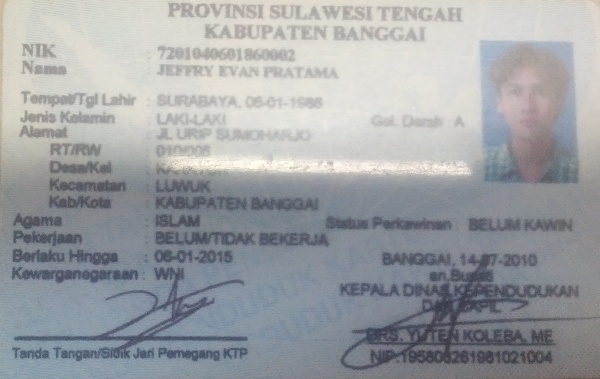 PROVINSI SULAWESI TENGAH
KABUPATEN BANGGAI
NIK : 7201040601860002
Nama : JEFFRY EVAN PRATAMA
Tempat/Tgl Lahir : SURABAYA, 06-01-1986
Jenis Kelamin : LAKI-LAKI Gol. Darah : A
Alamat : JL URIP SUMOHARJO
RT/RW :
Desa/Kel :
Kecamatan : LUWUK
Kab/Kota : KABUPATEN BANGGAI
Agama : ISLAM Status Perkawinan : BELUM KAWIN
Pekerjaan : BELUM/TIDAK BEKERJA
Berlaku Hingga : 06-01-2015 BANGGAI, 14-07-2010
Kewarganegaraan : WNI an.Bupati
KEPALA DINAS KEPENDUDUKAN
DAN CAPIL
DRS. YUTEN KOLEBA, ME
Tanda Tangan/Sidik Jari Pemegang KTP NIP.195808261981021004